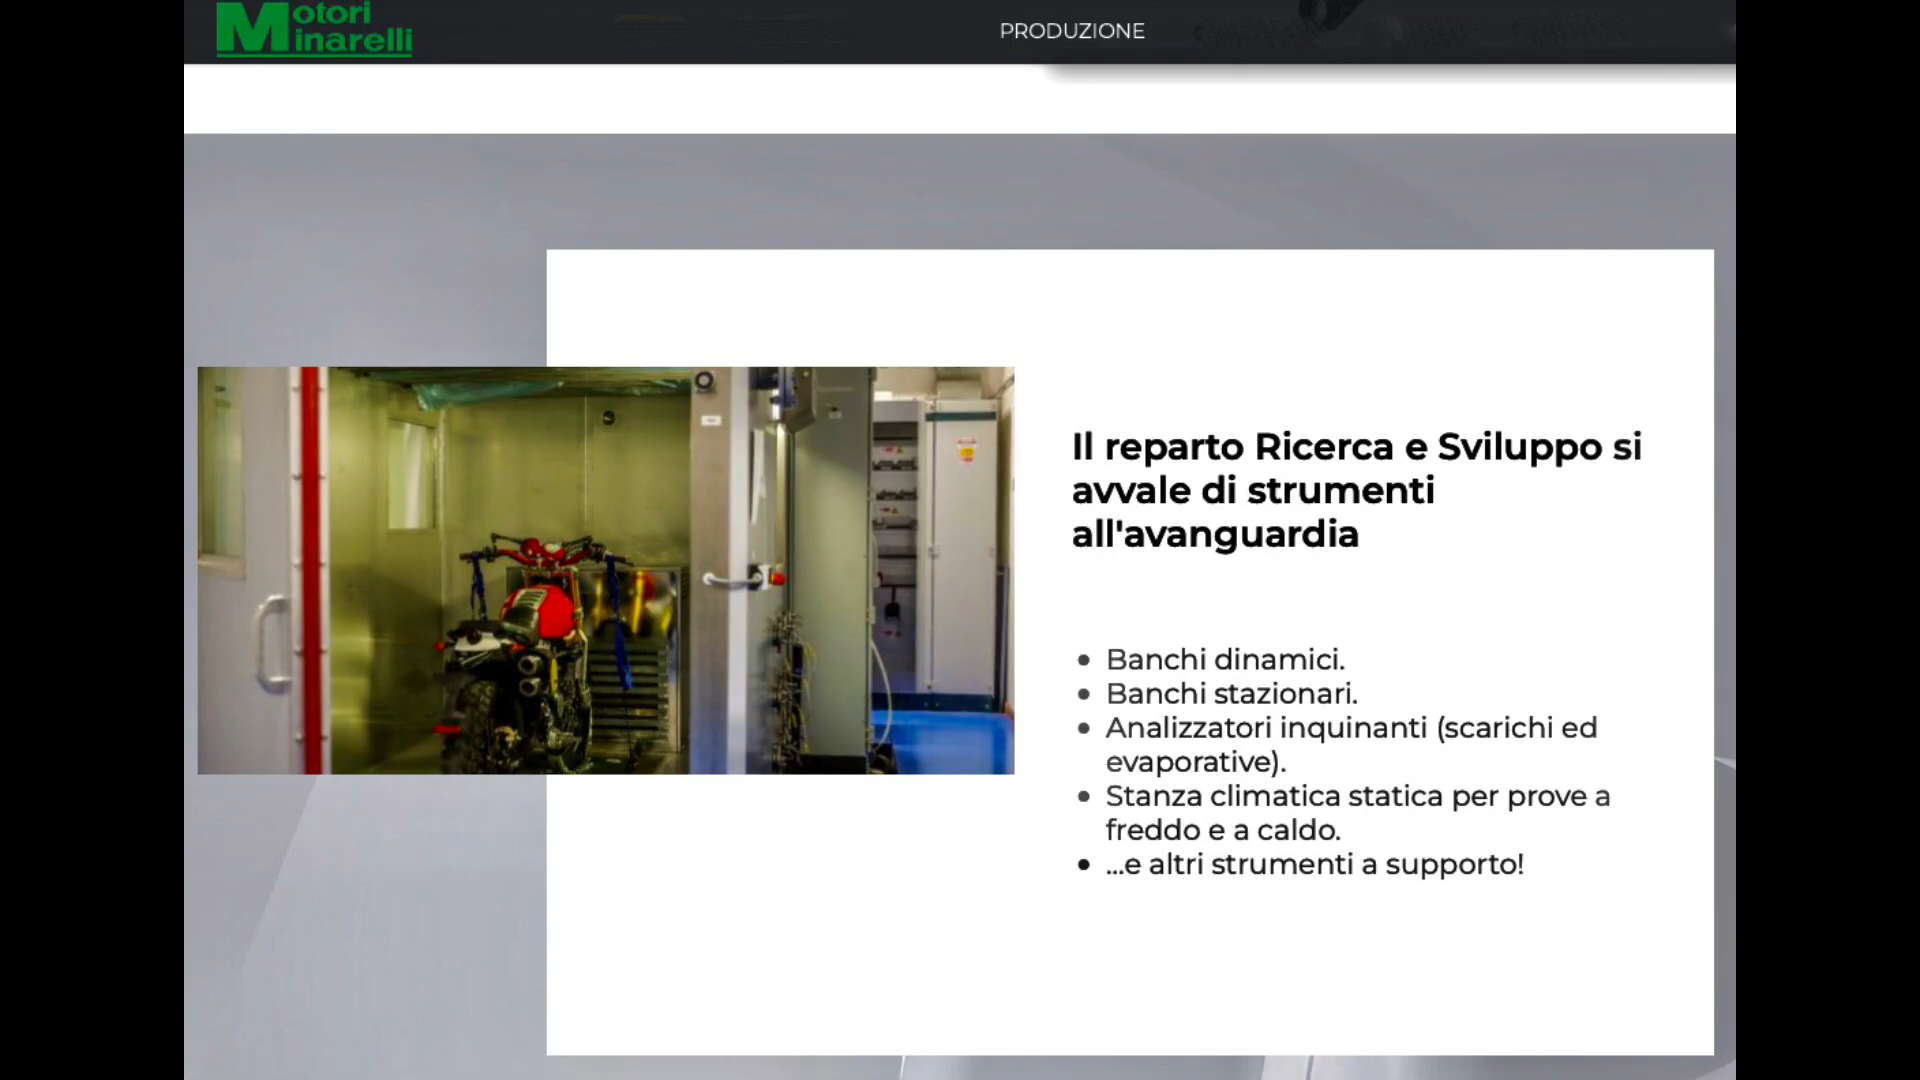 Motori
Minarelli
PRODUZIONE
Il reparto Ricerca e Sviluppo si
avvale di strumenti
all'avanguardia
Banchi dinamici.
Banchi stazionari.
Analizzatori inquinanti (scarichi ed
evaporative).
Stanza climatica statica per prove a
freddo e a caldo.
...e altri strumenti a supporto!